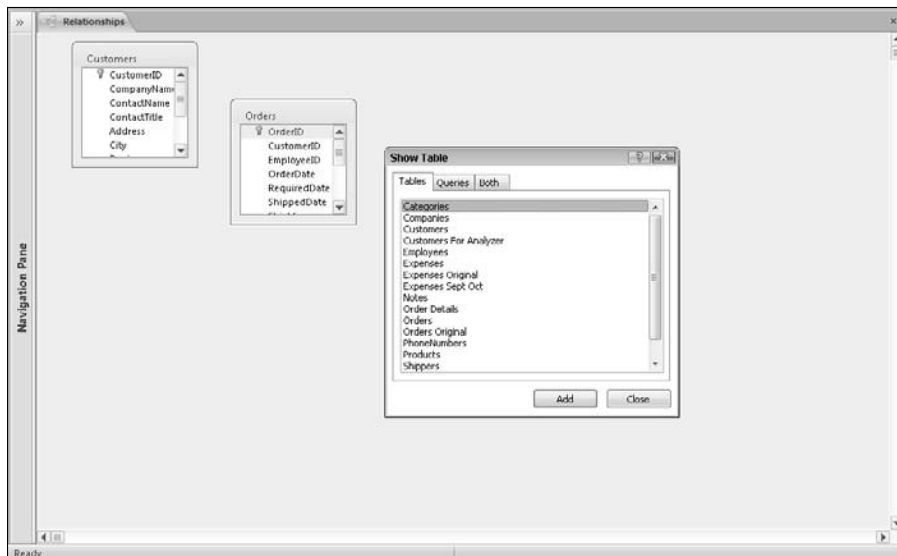 »
Relationships
×
Customers
CustomerID
CompanyName
ContactName
ContactTitle
Address
City
Orders
OrderID
CustomerID
EmployeeID
OrderDate
RequiredDate
ShippedDate
Show Table
?
Tables Queries Both
Categories
Companies
Customers
Customers For Analyzer
Employees
Expenses
Expenses Original
Expenses Sept Oct
Notes
Order Details
Orders
Orders Original
PhoneNumbers
Products
Shippers
Add Close
Navigation Pane
Ready